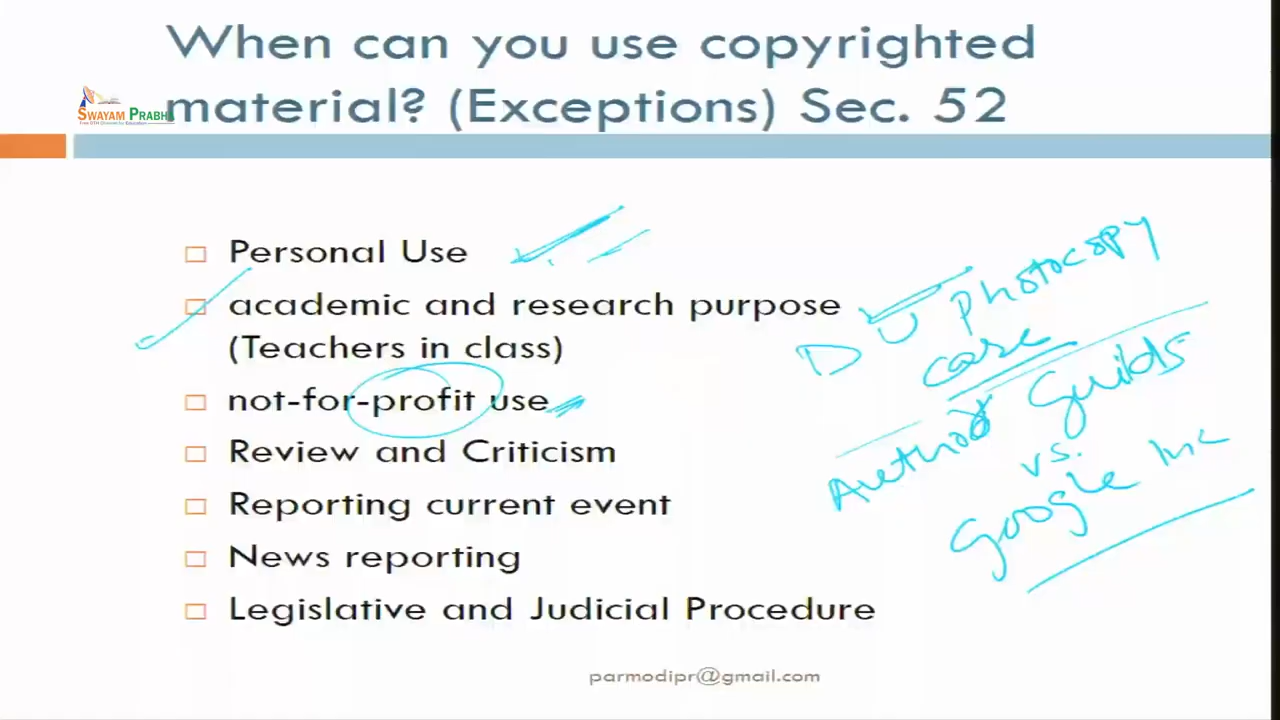 When can you use copyrighted
material? (Exceptions) Sec. 52
SWAYAM PRABHA
Personal Use
academic and research purpose
(Teachers in class)
not-for-profit use
Review and Criticism
Reporting current event
News reporting
Legislative and Judicial Procedure
DU Photocopy
case
Author Guilds
vs.
Google Inc
parmodipr@gmail.com